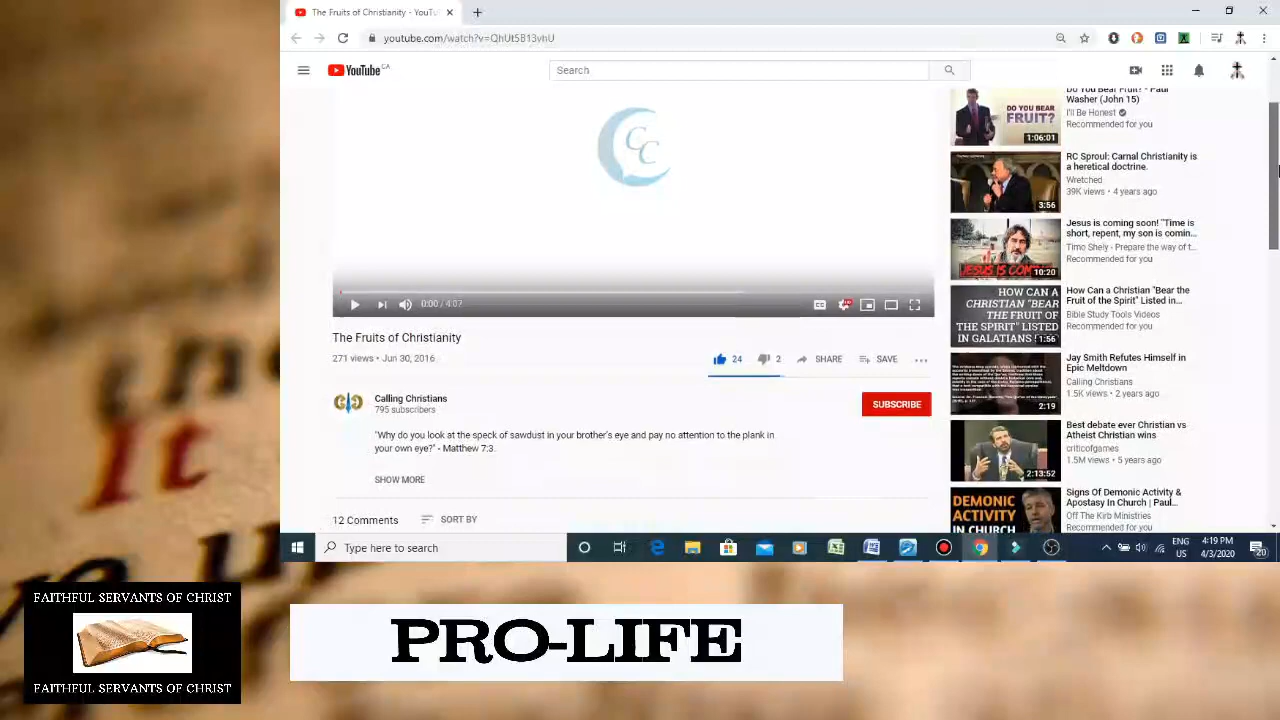 The Fruits of Christianity - YouTu
youtube.com/watch?v=QhUt5B13vhU
YouTube CA
Search
CC
0:00 / 4:07
The Fruits of Christianity
271 views • Jun 30, 2016
24
2
SHARE
SAVE
Calling Christians
795 subscribers
SUBSCRIBE
"Why do you look at the speck of sawdust in your brother's eye and pay no attention to the plank in
your own eye?" - Matthew 7:3.
SHOW MORE
12 Comments
SORT BY
DO YOU BEAR
FRUIT?
1:06:01
Do You Bear Fruit? - Paul
Washer (John 15)
I'll Be Honest
Recommended for you
3:56
RC Sproul: Carnal Christianity is
a heretical doctrine.
Wretched
39K views • 4 years ago
JESUS IS COM
10:20
Jesus is coming soon! "Time is
short, repent, my son is comin...
Timo Shely - Prepare the way of t...
Recommended for you
HOW CAN A
CHRISTIAN "BEAR
THE FRUIT OF
THE SPIRIT" LISTED
IN GALATIANS
1:56
How Can a Christian "Bear the
Fruit of the Spirit" Listed in...
Bible Study Tools Videos
Recommended for you
2:19
Jay Smith Refutes Himself in
Epic Meltdown
Calling Christians
1.5K views • 2 years ago
2:13:52
Best debate ever Christian vs
Atheist Christian wins
criticofgames
1.5M views • 5 years ago
DEMONIC
ACTIVITY
IN CHURCH
Signs Of Demonic Activity &
Apostasy In Church | Paul...
Off The Kirb Ministries
Recommended for you
Type here to search
ENG
US
4:19 PM
4/3/2020
20
It
FAITHFUL SERVANTS OF CHRIST
FAITHFUL SERVANTS OF CHRIST
PRO-LIFE